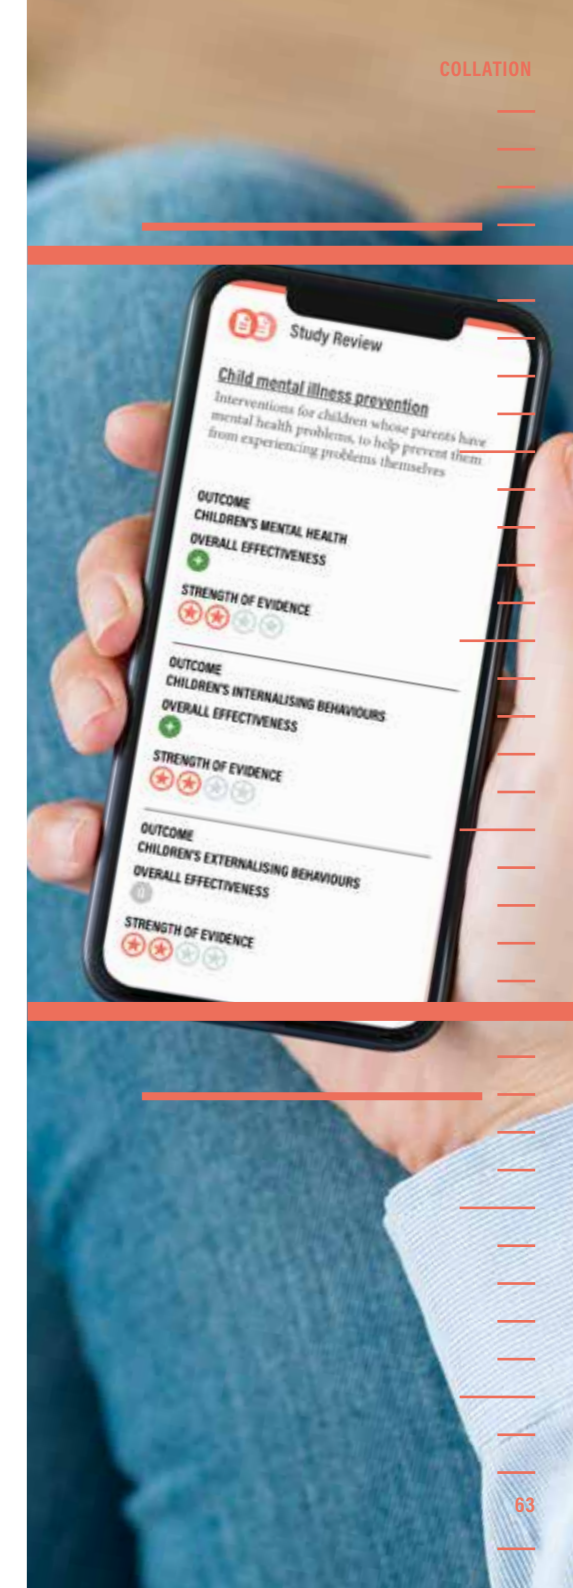 COLLATION
Study Review
Child mental illness prevention
Interventions for children whose parents have
mental health problems, to help prevent them
from experiencing problems themselves
OUTCOME
CHILDREN'S MENTAL HEALTH
OVERALL EFFECTIVENESS
+
STRENGTH OF EVIDENCE
OUTCOME
CHILDREN'S INTERNALISING BEHAVIOURS
OVERALL EFFECTIVENESS
+
STRENGTH OF EVIDENCE
OUTCOME
CHILDREN'S EXTERNALISING BEHAVIOURS
OVERALL EFFECTIVENESS
STRENGTH OF EVIDENCE
63